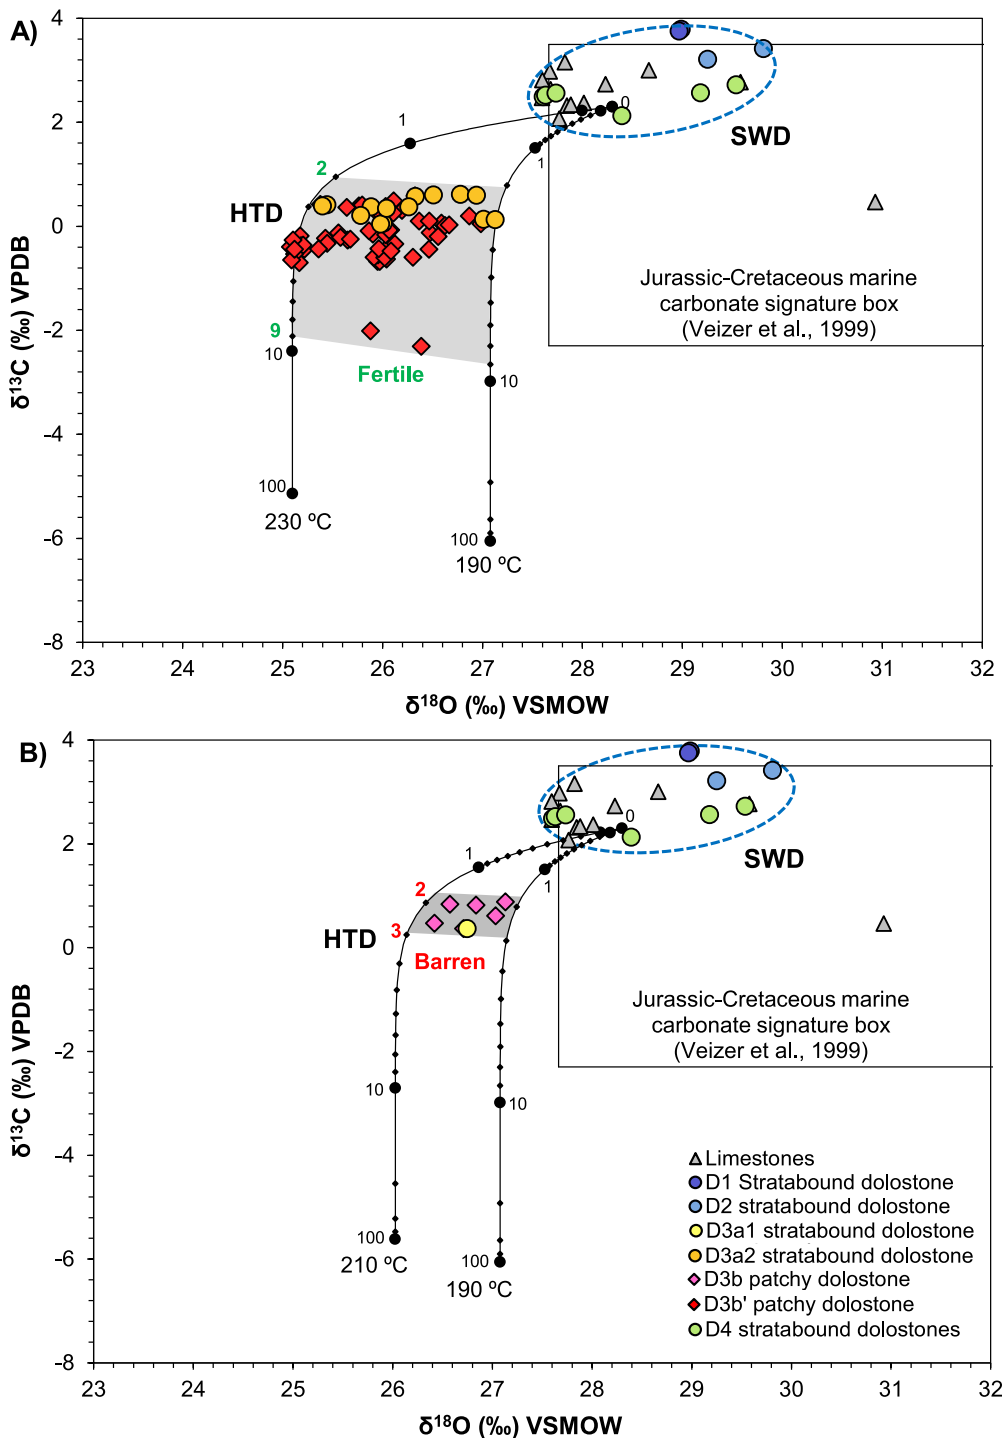 A)
4
2
0
-2
-4
-6
-8
δ¹³C (‰) VPDB
23 24 25 26 27 28 29 30 31 32
δ¹⁸O (‰) VSMOW
0
1
1
2
SWD
HTD
9
10
Fertile
10
100
230 ºC
100
190 ºC
Jurassic-Cretaceous marine
carbonate signature box
(Veizer et al., 1999)
B)
4
2
0
-2
-4
-6
-8
δ¹³C (‰) VPDB
23 24 25 26 27 28 29 30 31 32
δ¹⁸O (‰) VSMOW
0
1
1
2
SWD
3
HTD
Barren
10
10
100
210 ºC
100
190 ºC
Jurassic-Cretaceous marine
carbonate signature box
(Veizer et al., 1999)
Limestones
D1 Stratabound dolostone
D2 stratabound dolostone
D3a1 stratabound dolostone
D3a2 stratabound dolostone
D3b patchy dolostone
D3b' patchy dolostone
D4 stratabound dolostones